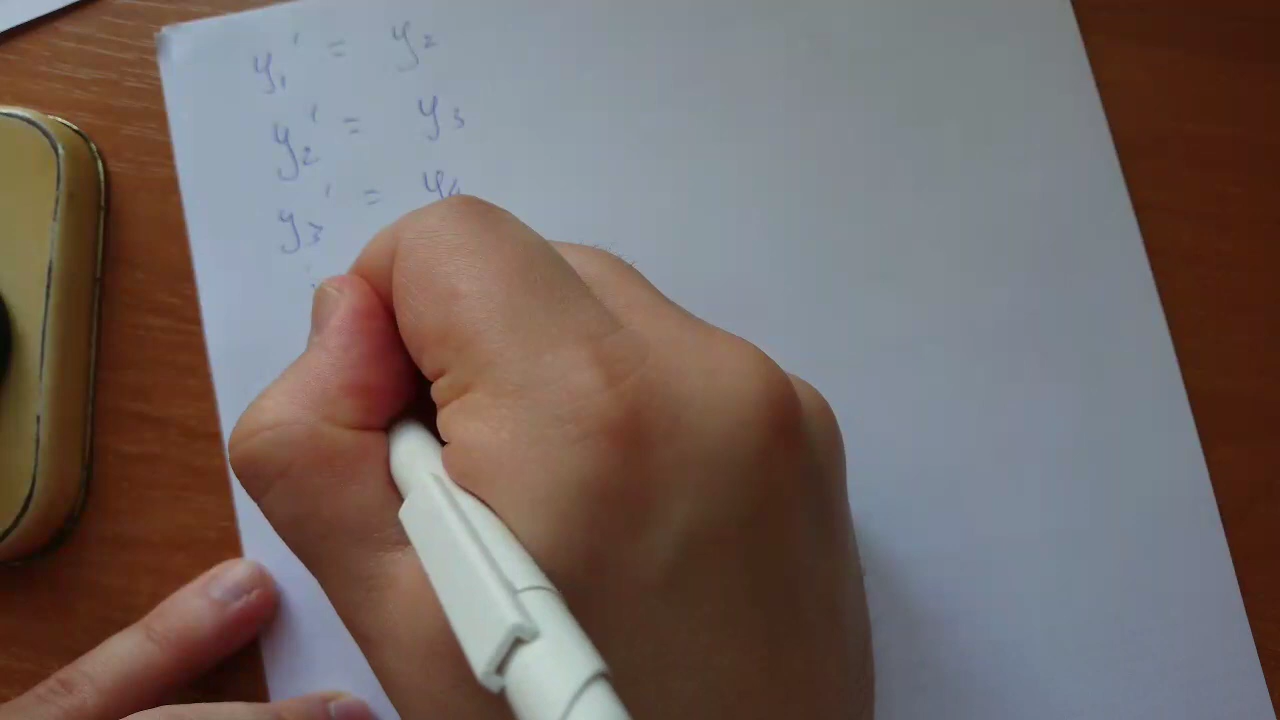 y₁' = y₂
y₂' = y₃
y₃' = y₄